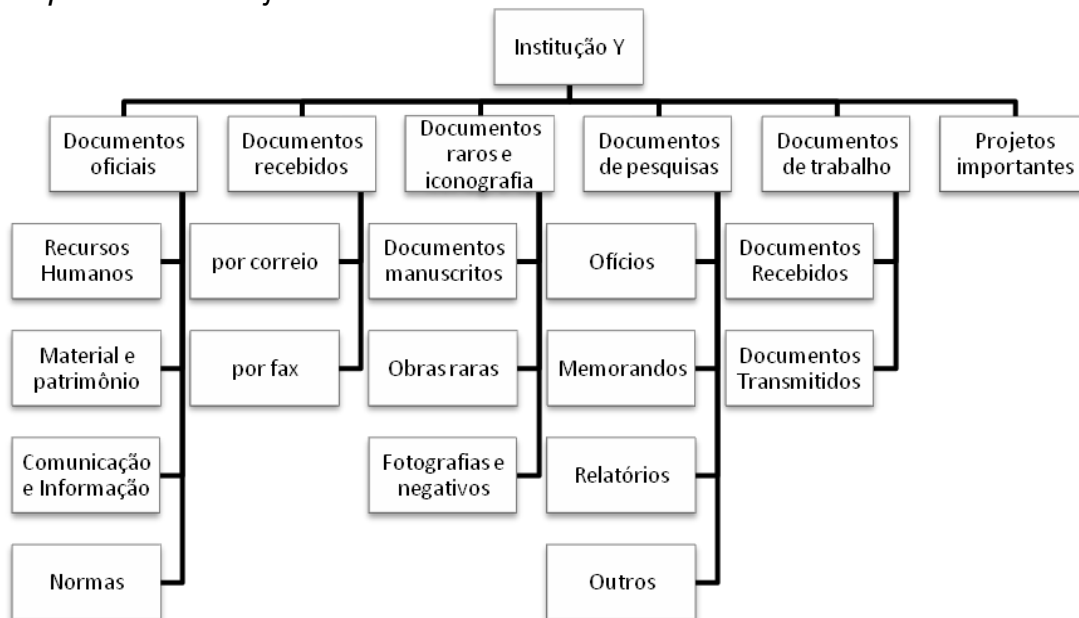 Institução Y
Documentos
oficiais
Documentos
recebidos
Documentos
raros e
iconografia
Documentos
de pesquisas
Documentos
de trabalho
Projetos
importantes
Recursos
Humanos
por correio
Documentos
manuscritos
Ofícios
Documentos
Recebidos
Material e
patrimônio
por fax
Obras raras
Memorandos
Documentos
Transmitidos
Comunicação
e Informação
Fotografias e
negativos
Relatórios
Normas
Outros